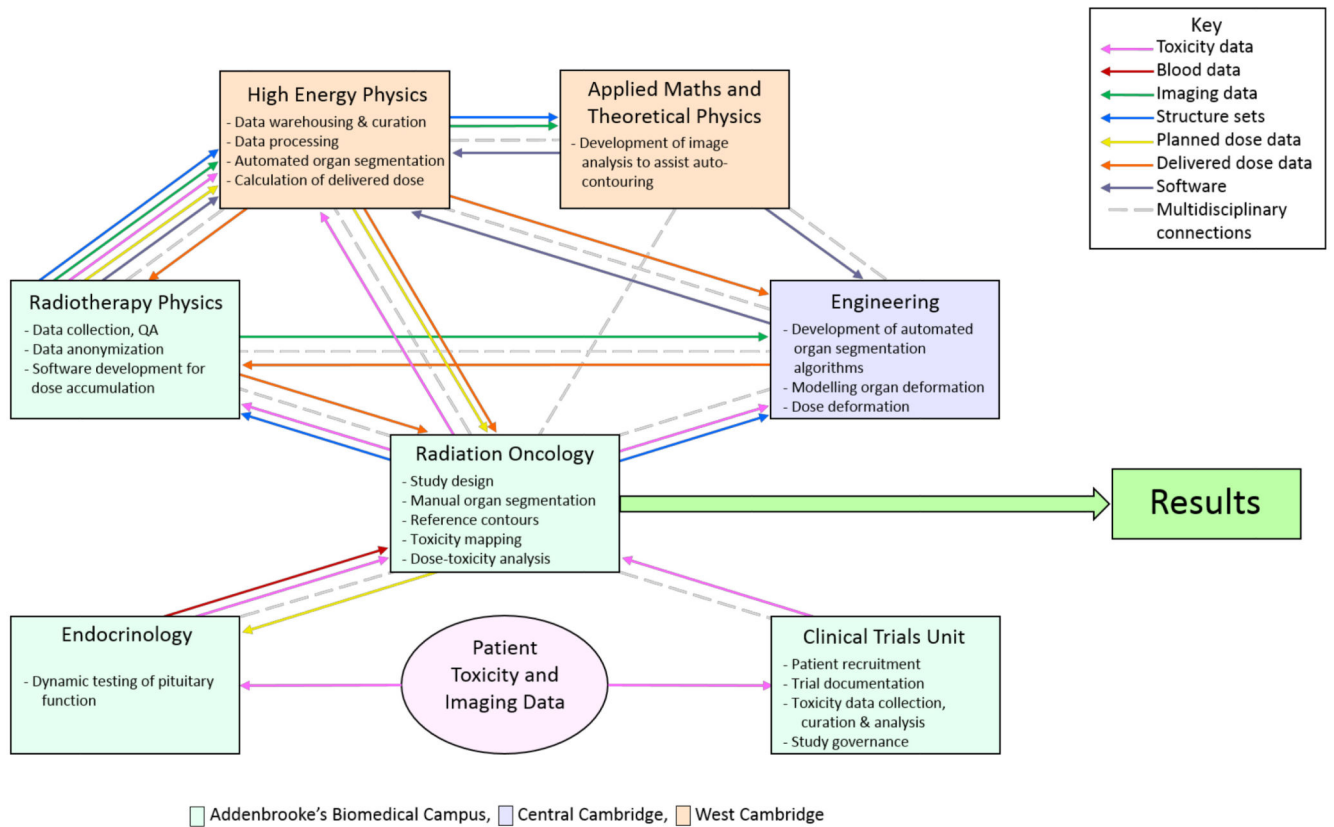 Key
Toxicity data
Blood data
Imaging data
Structure sets
Planned dose data
Delivered dose data
Software
Multidisciplinary
connections
High Energy Physics
- Data warehousing & curation
- Data processing
- Automated organ segmentation
- Calculation of delivered dose
Applied Maths and
Theoretical Physics
- Development of image
analysis to assist auto-
contouring
Radiotherapy Physics
- Data collection, QA
- Data anonymization
- Software development for
dose accumulation
Engineering
- Development of automated
organ segmentation
algorithms
- Modelling organ deformation
- Dose deformation
Radiation Oncology
- Study design
- Manual organ segmentation
- Reference contours
- Toxicity mapping
- Dose-toxicity analysis
Results
Endocrinology
- Dynamic testing of pituitary
function
Patient
Toxicity and
Imaging Data
Clinical Trials Unit
- Patient recruitment
- Trial documentation
- Toxicity data collection,
curation & analysis
- Study governance
Addenbrooke's Biomedical Campus, Central Cambridge, West Cambridge